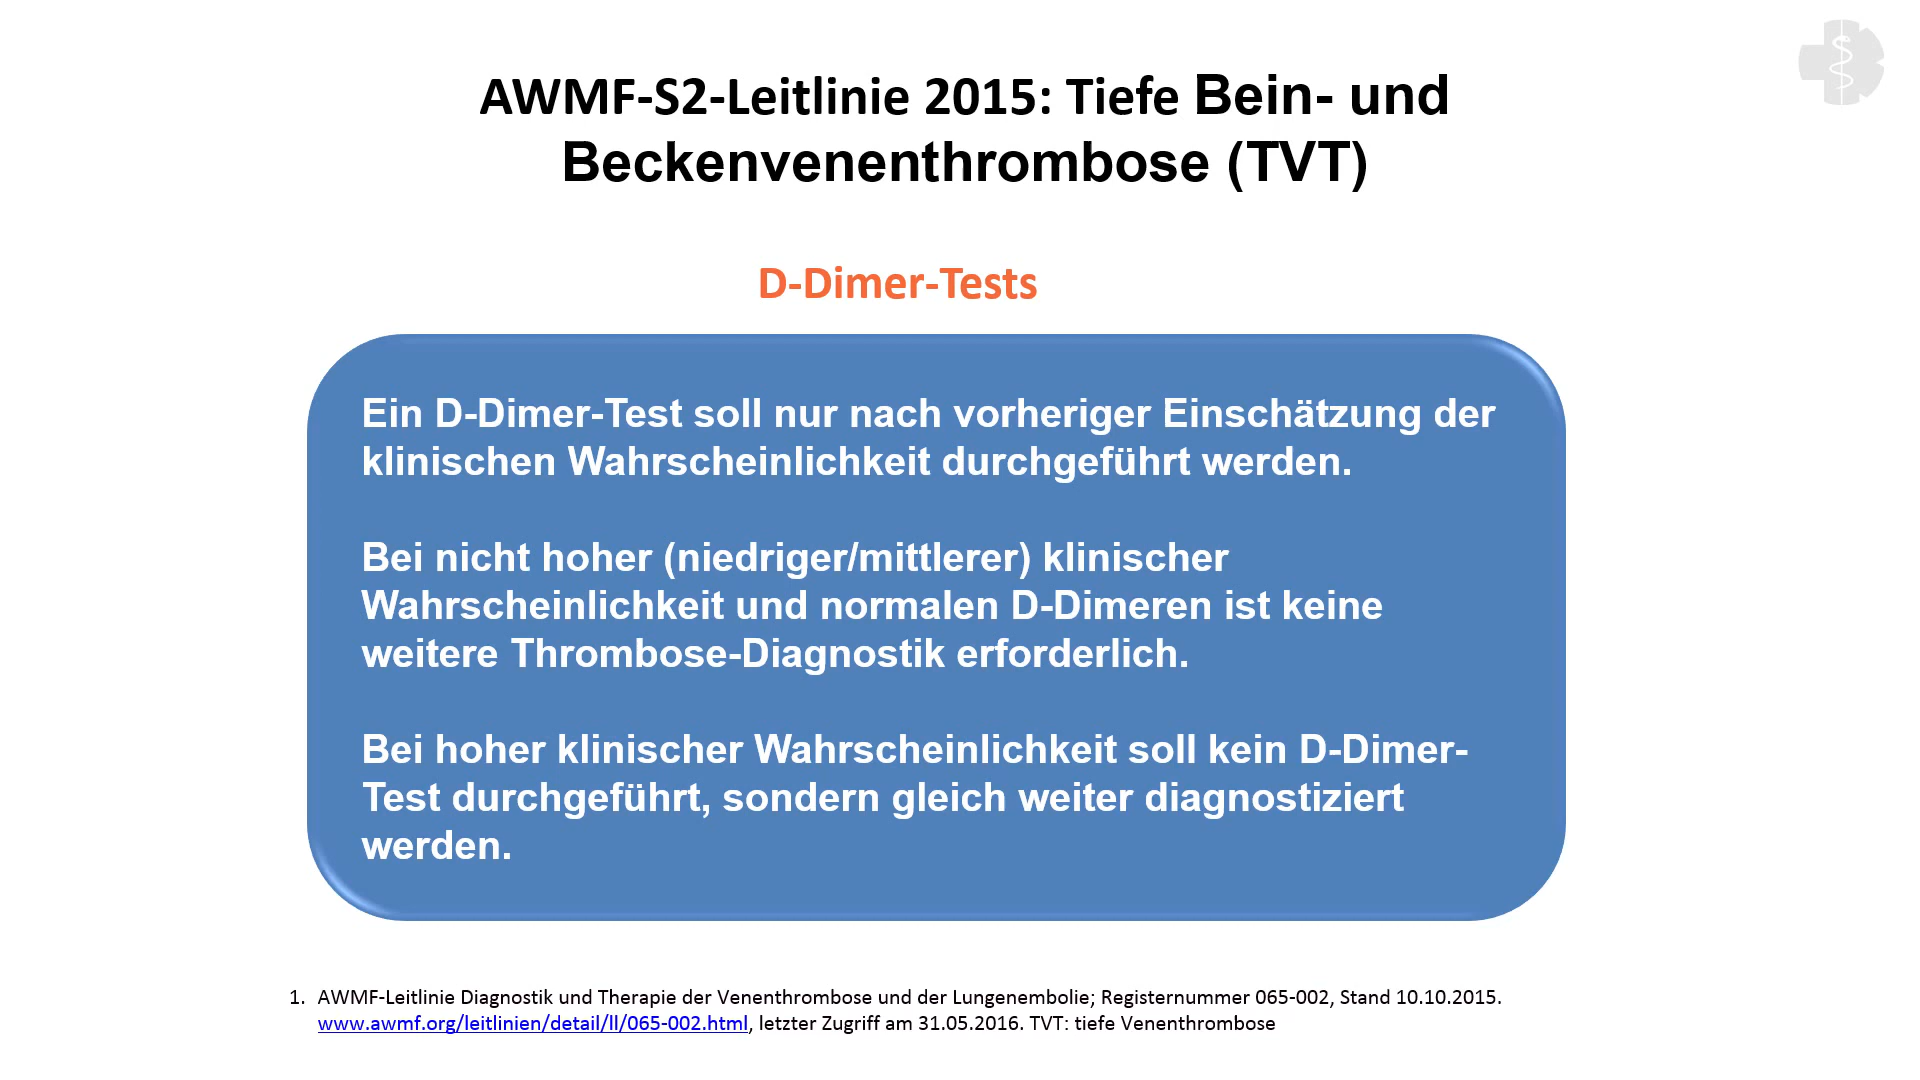 AWMF-S2-Leitlinie 2015: Tiefe Bein- und
Beckenvenenthrombose (TVT)
D-Dimer-Tests
Ein D-Dimer-Test soll nur nach vorheriger Einschätzung der
klinischen Wahrscheinlichkeit durchgeführt werden.
Bei nicht hoher (niedriger/mittlerer) klinischer
Wahrscheinlichkeit und normalen D-Dimeren ist keine
weitere Thrombose-Diagnostik erforderlich.
Bei hoher klinischer Wahrscheinlichkeit soll kein D-Dimer-
Test durchgeführt, sondern gleich weiter diagnostiziert
werden.
1. AWMF-Leitlinie Diagnostik und Therapie der Venenthrombose und der Lungenembolie; Registernummer 065-002, Stand 10.10.2015.
www.awmf.org/leitlinien/detail/ll/065-002.html, letzter Zugriff am 31.05.2016. TVT: tiefe Venenthrombose